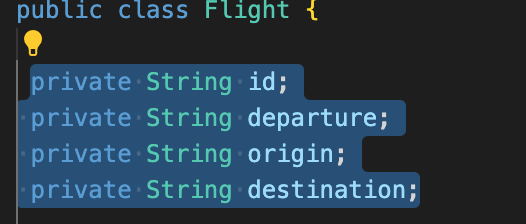 public class Flight {
private String id;
private String departure;
private String origin;
private String destination;